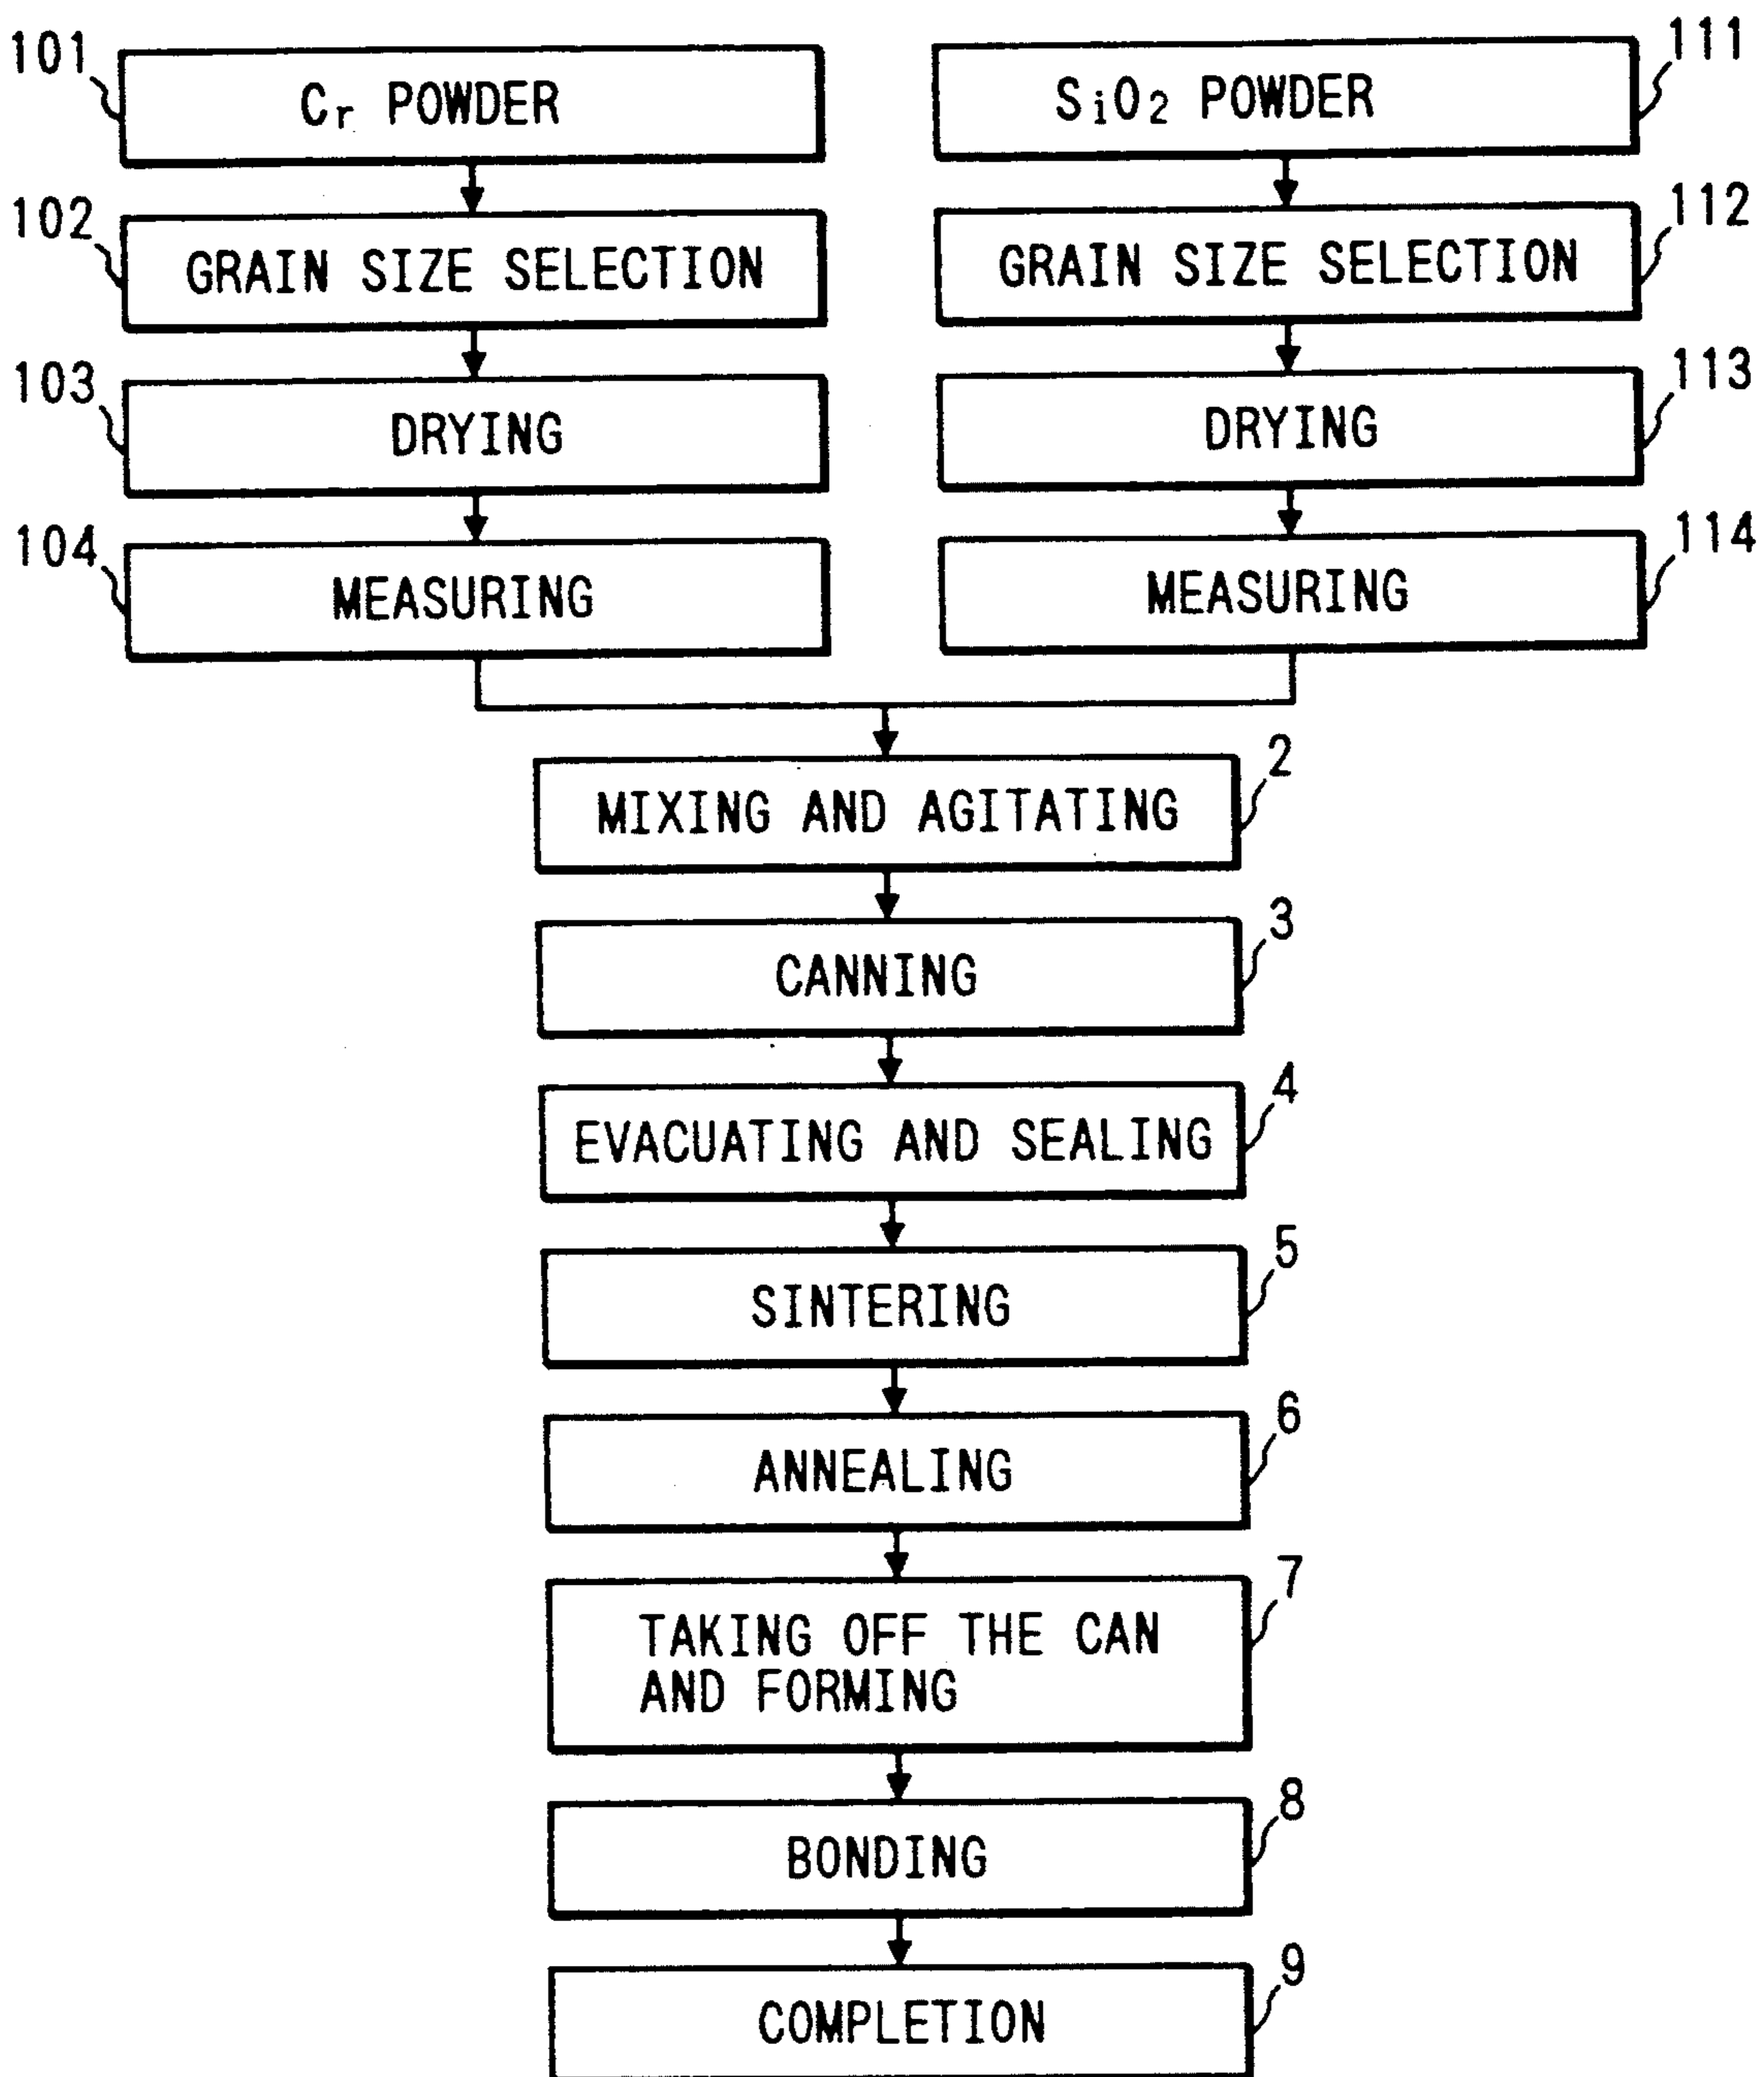 101
Cr POWDER
111
SiO2 POWDER
102
GRAIN SIZE SELECTION
112
GRAIN SIZE SELECTION
103
DRYING
113
DRYING
104
MEASURING
114
MEASURING
2
MIXING AND AGITATING
3
CANNING
4
EVACUATING AND SEALING
5
SINTERING
6
ANNEALING
7
TAKING OFF THE CAN
AND FORMING
8
BONDING
9
COMPLETION